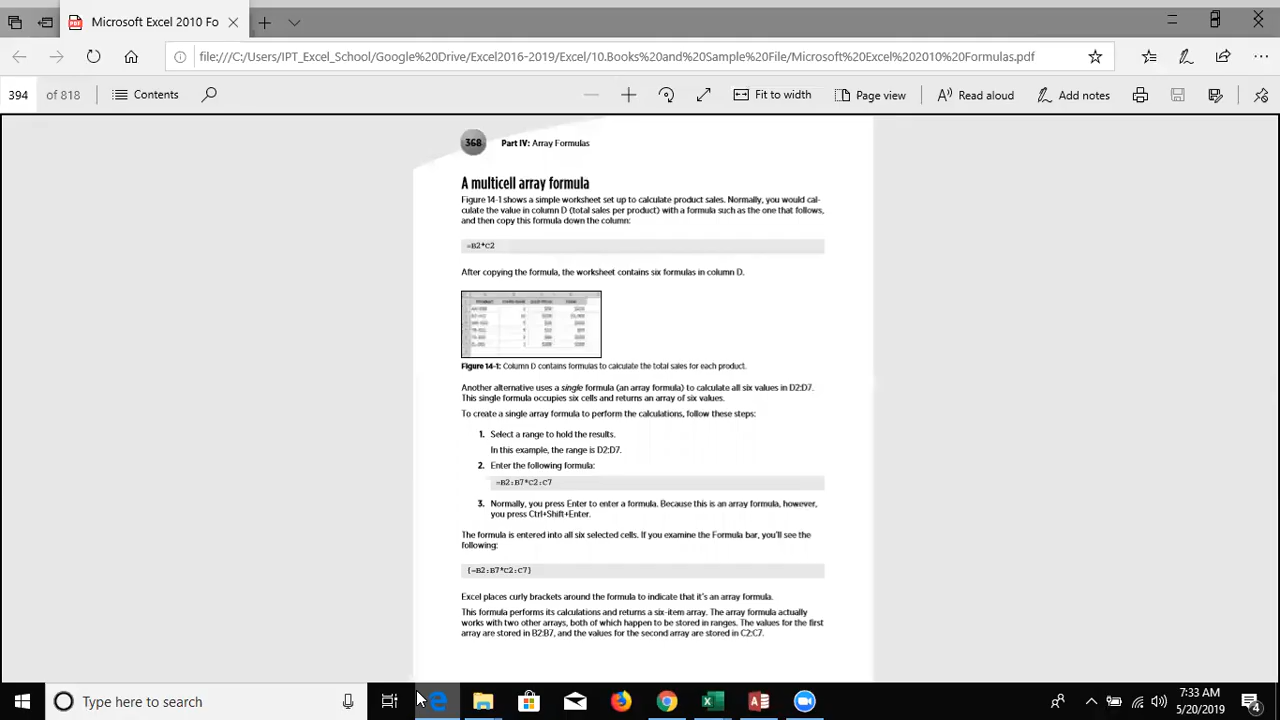 Microsoft Excel 2010 Fo
file:///C:/Users/IPT_Excel_School/Google%20Drive/Excel2016-2019/Excel/10.Books%20and%20Sample%20File/Microsoft%20Excel%202010%20Formulas.pdf
394 of 818 Contents Fit to width Page view Read aloud Add notes
368 Part IV: Array Formulas
A multicell array formula
Figure 14-1 shows a simple worksheet set up to calculate product sales. Normally, you would cal-
culate the value in column D (total sales per product) with a formula such as the one that follows,
and then copy this formula down the column:
=B2*C2
After copying the formula, the worksheet contains six formulas in column D.
Figure 14-1: Column D contains formulas to calculate the total sales for each product.
Another alternative uses a single formula (an array formula) to calculate all six values in D2:D7.
This single formula occupies six cells and returns an array of six values.
To create a single array formula to perform the calculations, follow these steps:
1. Select a range to hold the results.
In this example, the range is D2:D7.
2. Enter the following formula:
=B2:B7*C2:C7
3. Normally, you press Enter to enter a formula. Because this is an array formula, however,
you press Ctrl+Shift+Enter.
The formula is entered into all six selected cells. If you examine the Formula bar, you'll see the
following:
{=B2:B7*C2:C7}
Excel places curly brackets around the formula to indicate that it's an array formula.
This formula performs its calculations and returns a six-item array. The array formula actually
works with two other arrays, both of which happen to be stored in ranges. The values for the first
array are stored in B2:B7, and the values for the second array are stored in C2:C7.
Type here to search
7:33 AM
5/20/2019
4